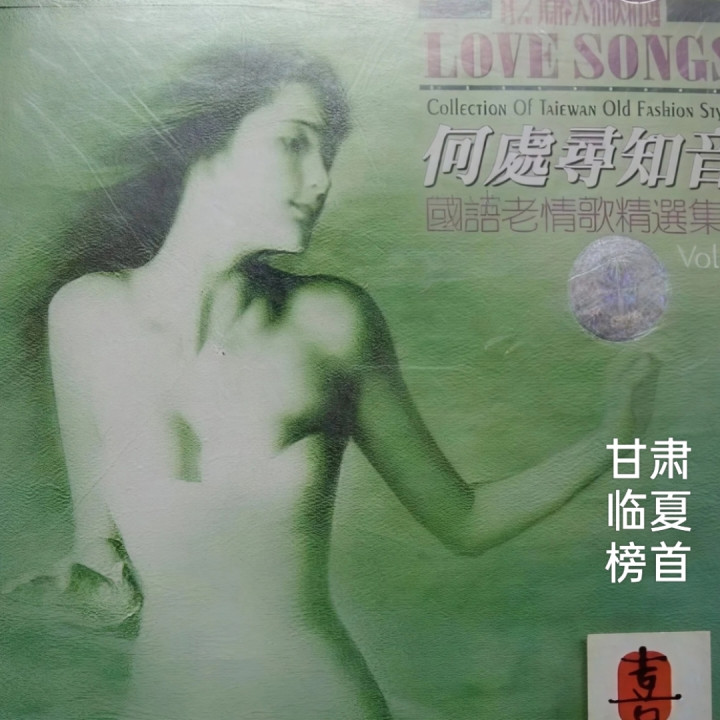 LOVE SONGS
Collection Of Taiewan Old Fashion Sty
何處尋知音
國語老情歌精選集
Vol
甘肃
临夏
榜首